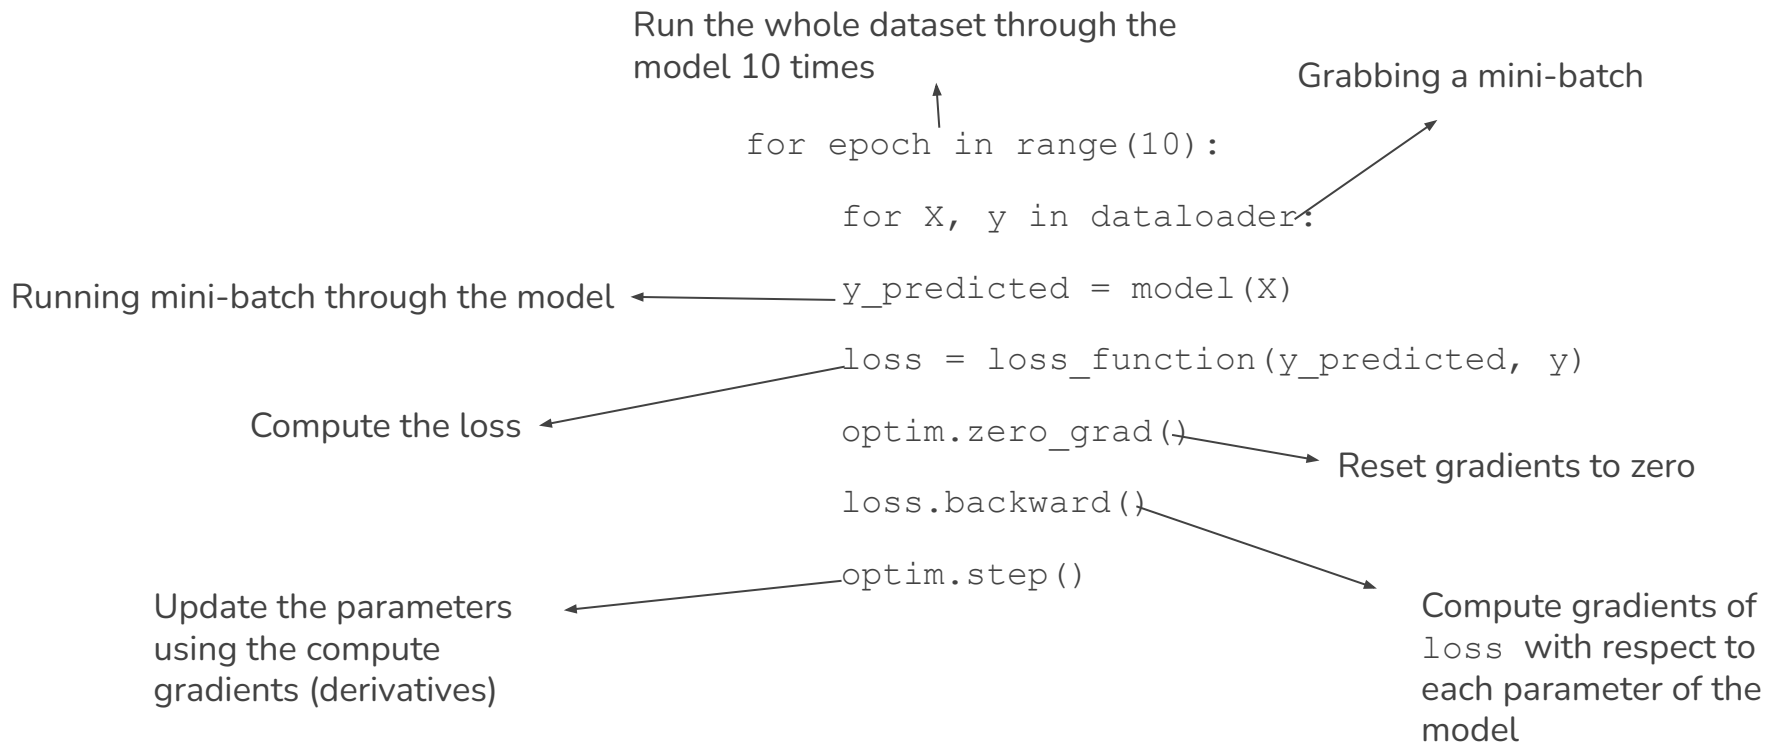 Run the whole dataset through the
model 10 times
Grabbing a mini-batch
for epoch in range(10):
for X, y in dataloader:
Running mini-batch through the model
y_predicted = model(X)
loss = loss_function(y_predicted, y)
Compute the loss
optim.zero_grad()
Reset gradients to zero
loss.backward()
optim.step()
Update the parameters
using the compute
gradients (derivatives)
Compute gradients of
loss with respect to
each parameter of the
model